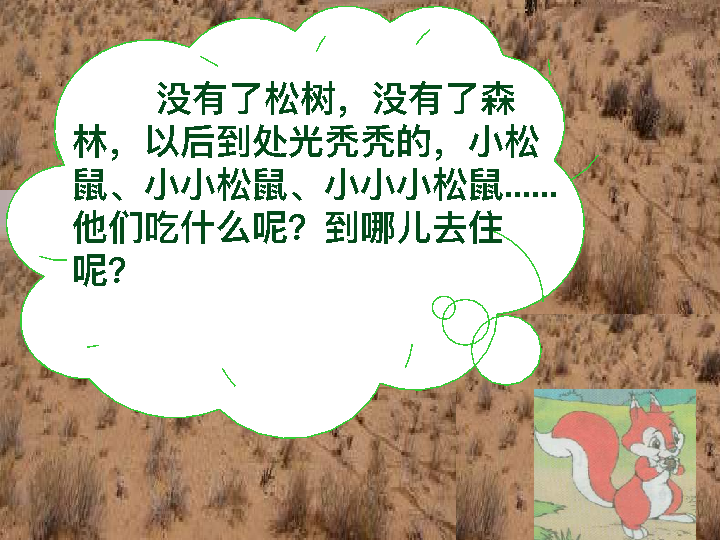 没有了松树，没有了森
林，以后到处光秃秃的，小松
鼠、小小松鼠、小小小松鼠......
他们吃什么呢？到哪儿去住
呢？